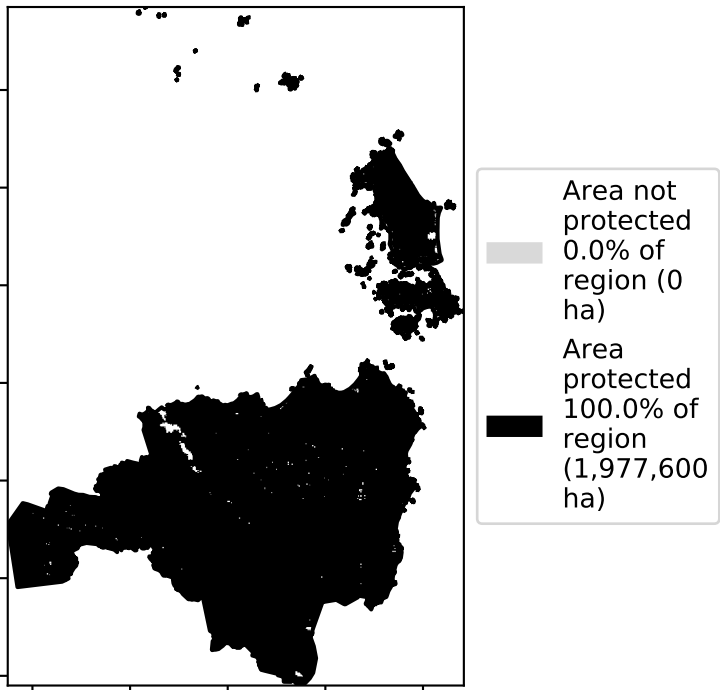 Area not
protected
0.0% of
region (0
ha)
Area
protected
100.0% of
region
(1,977,600
ha)